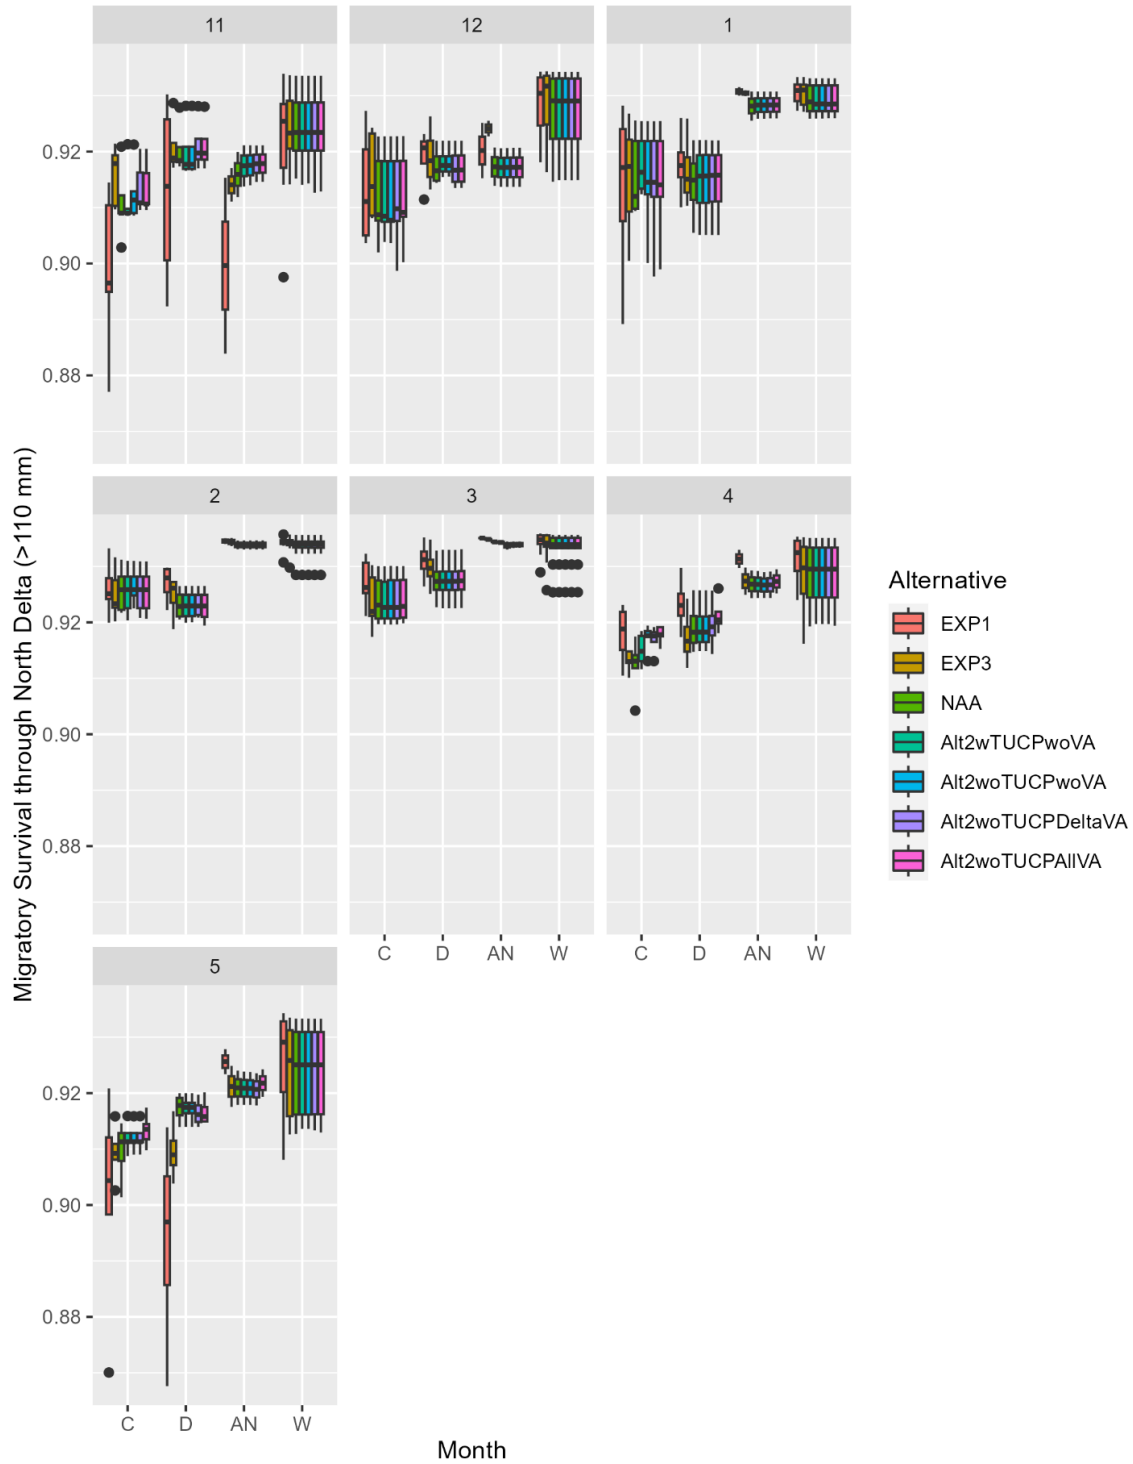 11
12
1
0.92
0.90
0.88
2
3
4
0.92
0.90
0.88
C D AN W
C D AN W
5
0.92
0.90
0.88
C D AN W
Month
Migratory Survival through North Delta (>110 mm)
Alternative
EXP1
EXP3
NAA
Alt2wTUCPwoVA
Alt2woTUCPwoVA
Alt2woTUCPDeltaVA
Alt2woTUCPAllVA